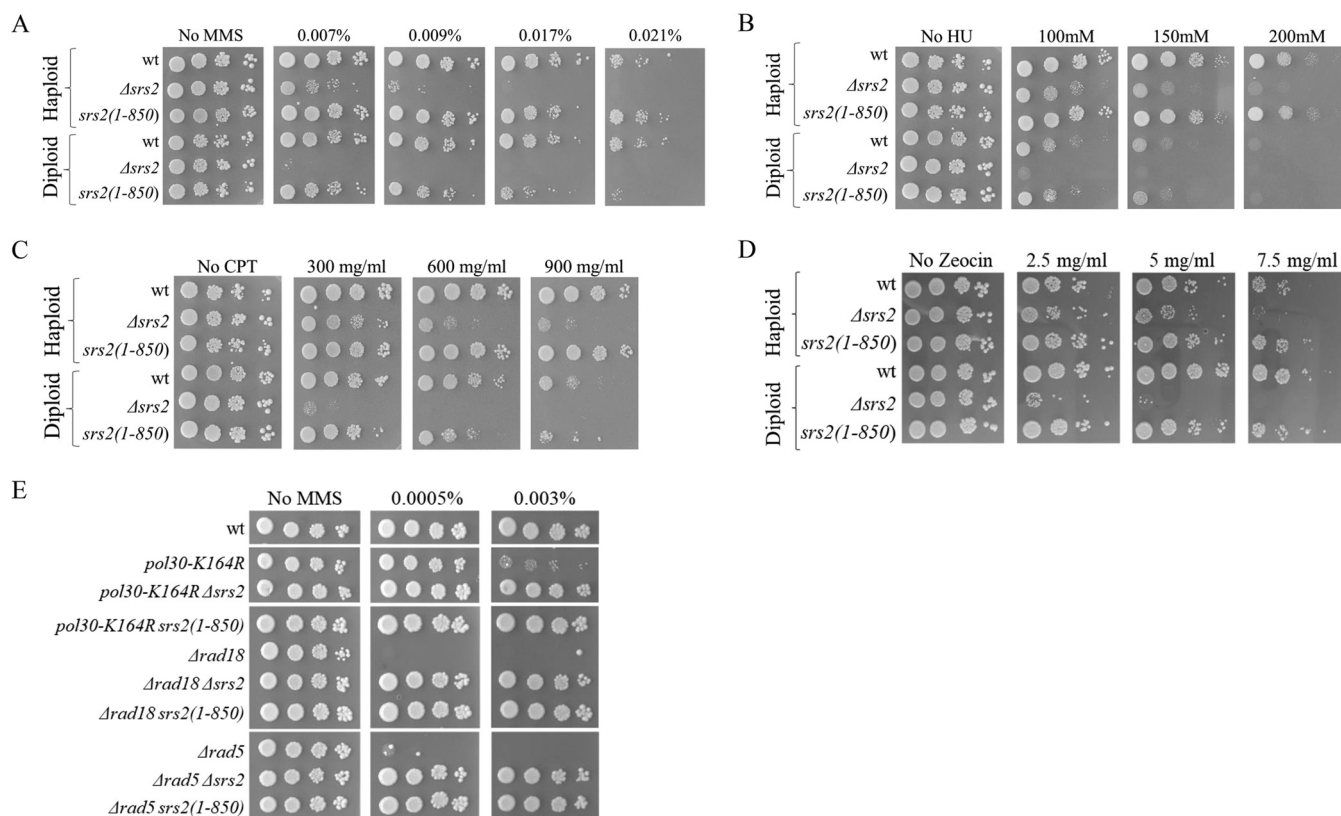 A
No MMS 0.007% 0.009% 0.017% 0.021%
Haploid
wt
Δsrs2
srs2(1-850)
Diploid
wt
Δsrs2
srs2(1-850)
B
No HU 100mM 150mM 200mM
Haploid
wt
Δsrs2
srs2(1-850)
Diploid
wt
Δsrs2
srs2(1-850)
C
No CPT 300 mg/ml 600 mg/ml 900 mg/ml
Haploid
wt
Δsrs2
srs2(1-850)
Diploid
wt
Δsrs2
srs2(1-850)
D
No Zeocin 2.5 mg/ml 5 mg/ml 7.5 mg/ml
Haploid
wt
Δsrs2
srs2(1-850)
Diploid
wt
Δsrs2
srs2(1-850)
E
No MMS 0.0005% 0.003%
wt
pol30-K164R
pol30-K164R Δsrs2
pol30-K164R srs2(1-850)
Δrad18
Δrad18 Δsrs2
Δrad18 srs2(1-850)
Δrad5
Δrad5 Δsrs2
Δrad5 srs2(1-850)